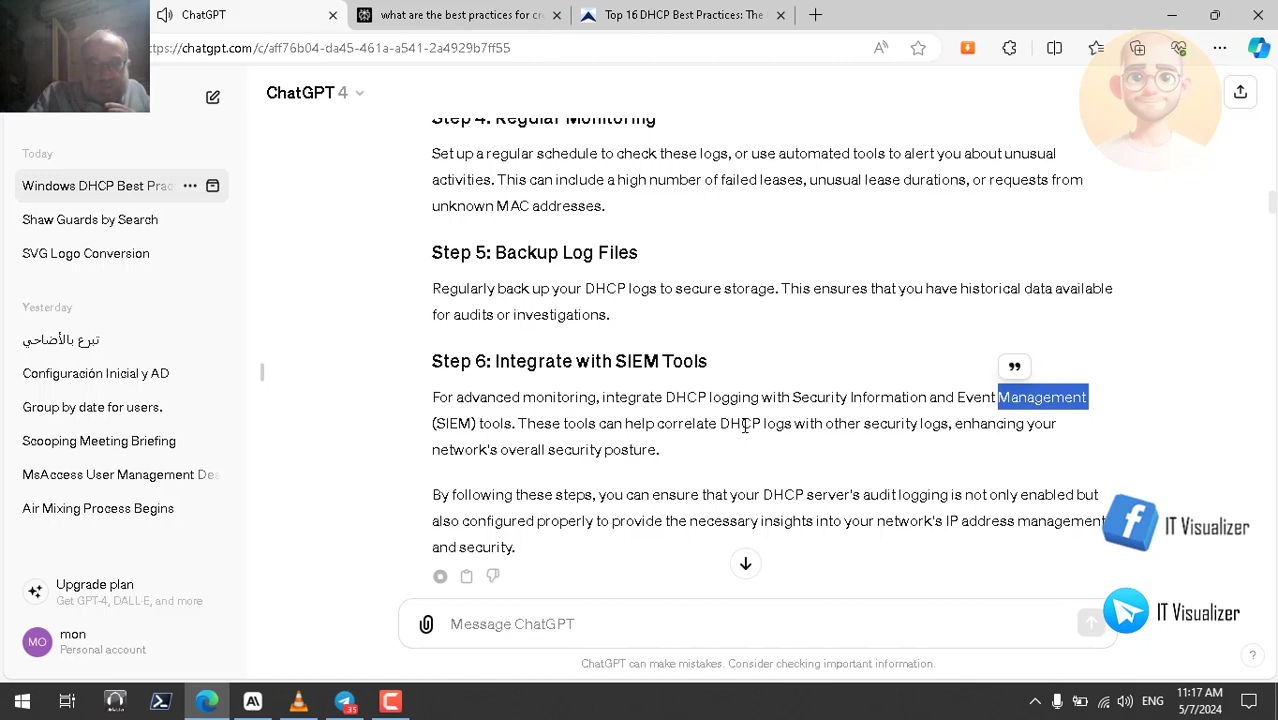 ChatGPT
what are the best practices for cr
Top 16 DHCP Best Practices: The
ttps://chatgpt.com/c/aff76b04-da45-461a-a541-2a4929b7ff55
ChatGPT 4
Today
Windows DHCP Best Prac
Shaw Guards by Search
SVG Logo Conversion
Yesterday
تبرع بالأضاحي
Configuración Inicial y AD
Group by date for users.
Scooping Meeting Briefing
MsAccess User Management Des
Air Mixing Process Begins
Upgrade plan
Get GPT-4, DALL·E, and more
MO
mon
Personal account
Step 4: Regular Monitoring
Set up a regular schedule to check these logs, or use automated tools to alert you about unusual
activities. This can include a high number of failed leases, unusual lease durations, or requests from
unknown MAC addresses.
Step 5: Backup Log Files
Regularly back up your DHCP logs to secure storage. This ensures that you have historical data available
for audits or investigations.
Step 6: Integrate with SIEM Tools
For advanced monitoring, integrate DHCP logging with Security Information and Event Management
(SIEM) tools. These tools can help correlate DHCP logs with other security logs, enhancing your
network's overall security posture.
By following these steps, you can ensure that your DHCP server's audit logging is not only enabled but
also configured properly to provide the necessary insights into your network's IP address management
and security.
IT Visualizer
IT Visualizer
Message ChatGPT
ChatGPT can make mistakes. Consider checking important information.
?
35
ENG
11:17 AM
5/7/2024